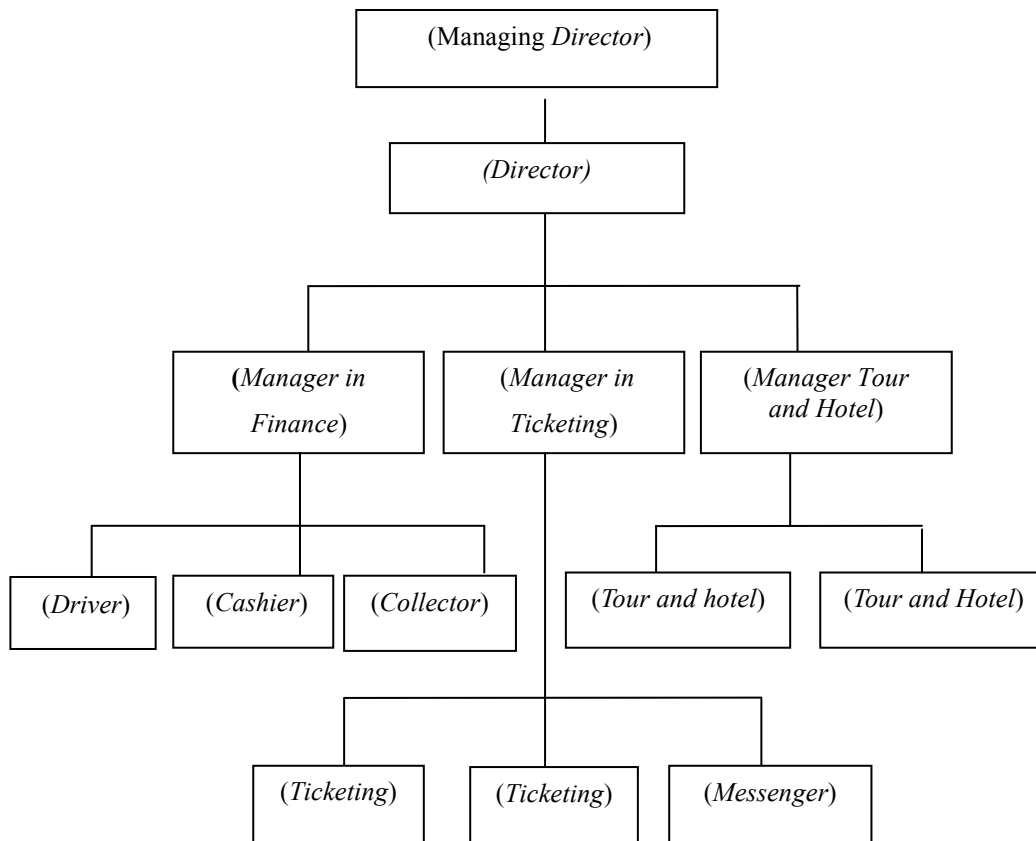 (Managing Director)
(Director)
(Manager in
Finance)
(Manager in
Ticketing)
(Manager Tour
and Hotel)
(Driver)
(Cashier)
(Collector)
(Tour and hotel)
(Tour and Hotel)
(Ticketing)
(Ticketing)
(Messenger)